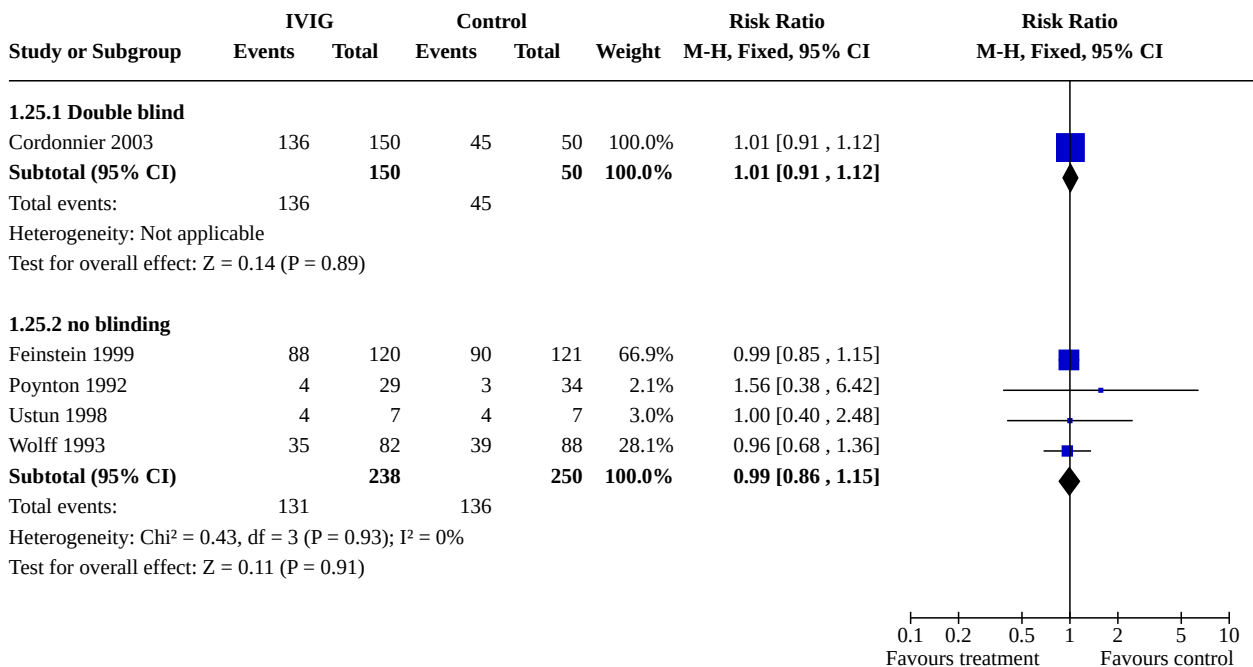 IVIG Control Risk Ratio Risk Ratio
Study or Subgroup Events Total Events Total Weight M-H, Fixed, 95% CI M-H, Fixed, 95% CI
1.25.1 Double blind
Cordonnier 2003 136 150 45 50 100.0% 1.01 [0.91 , 1.12]
Subtotal (95% CI) 150 50 100.0% 1.01 [0.91 , 1.12]
Total events: 136 45
Heterogeneity: Not applicable
Test for overall effect: Z = 0.14 (P = 0.89)
1.25.2 no blinding
Feinstein 1999 88 120 90 121 66.9% 0.99 [0.85 , 1.15]
Poynton 1992 4 29 3 34 2.1% 1.56 [0.38 , 6.42]
Ustun 1998 4 7 4 7 3.0% 1.00 [0.40 , 2.48]
Wolff 1993 35 82 39 88 28.1% 0.96 [0.68 , 1.36]
Subtotal (95% CI) 238 250 100.0% 0.99 [0.86 , 1.15]
Total events: 131 136
Heterogeneity: Chi² = 0.43, df = 3 (P = 0.93); I² = 0%
Test for overall effect: Z = 0.11 (P = 0.91)
0.1 0.2 0.5 1 2 5 10
Favours treatment Favours control